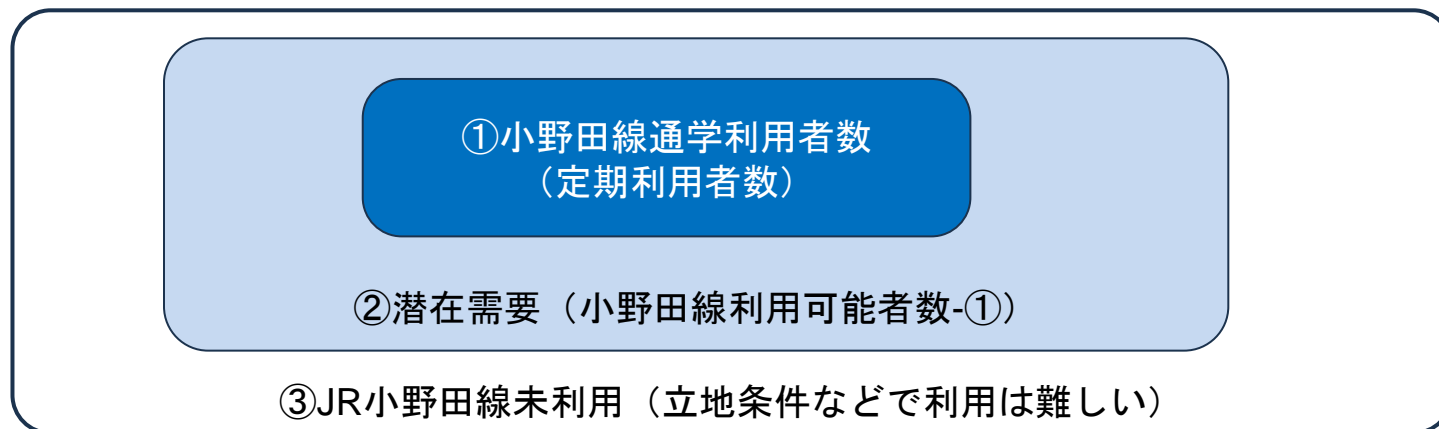 ①小野田線通学利用者数
（定期利用者数）
②潜在需要（小野田線利用可能者数-①）
③JR小野田線未利用（立地条件などで利用は難しい）